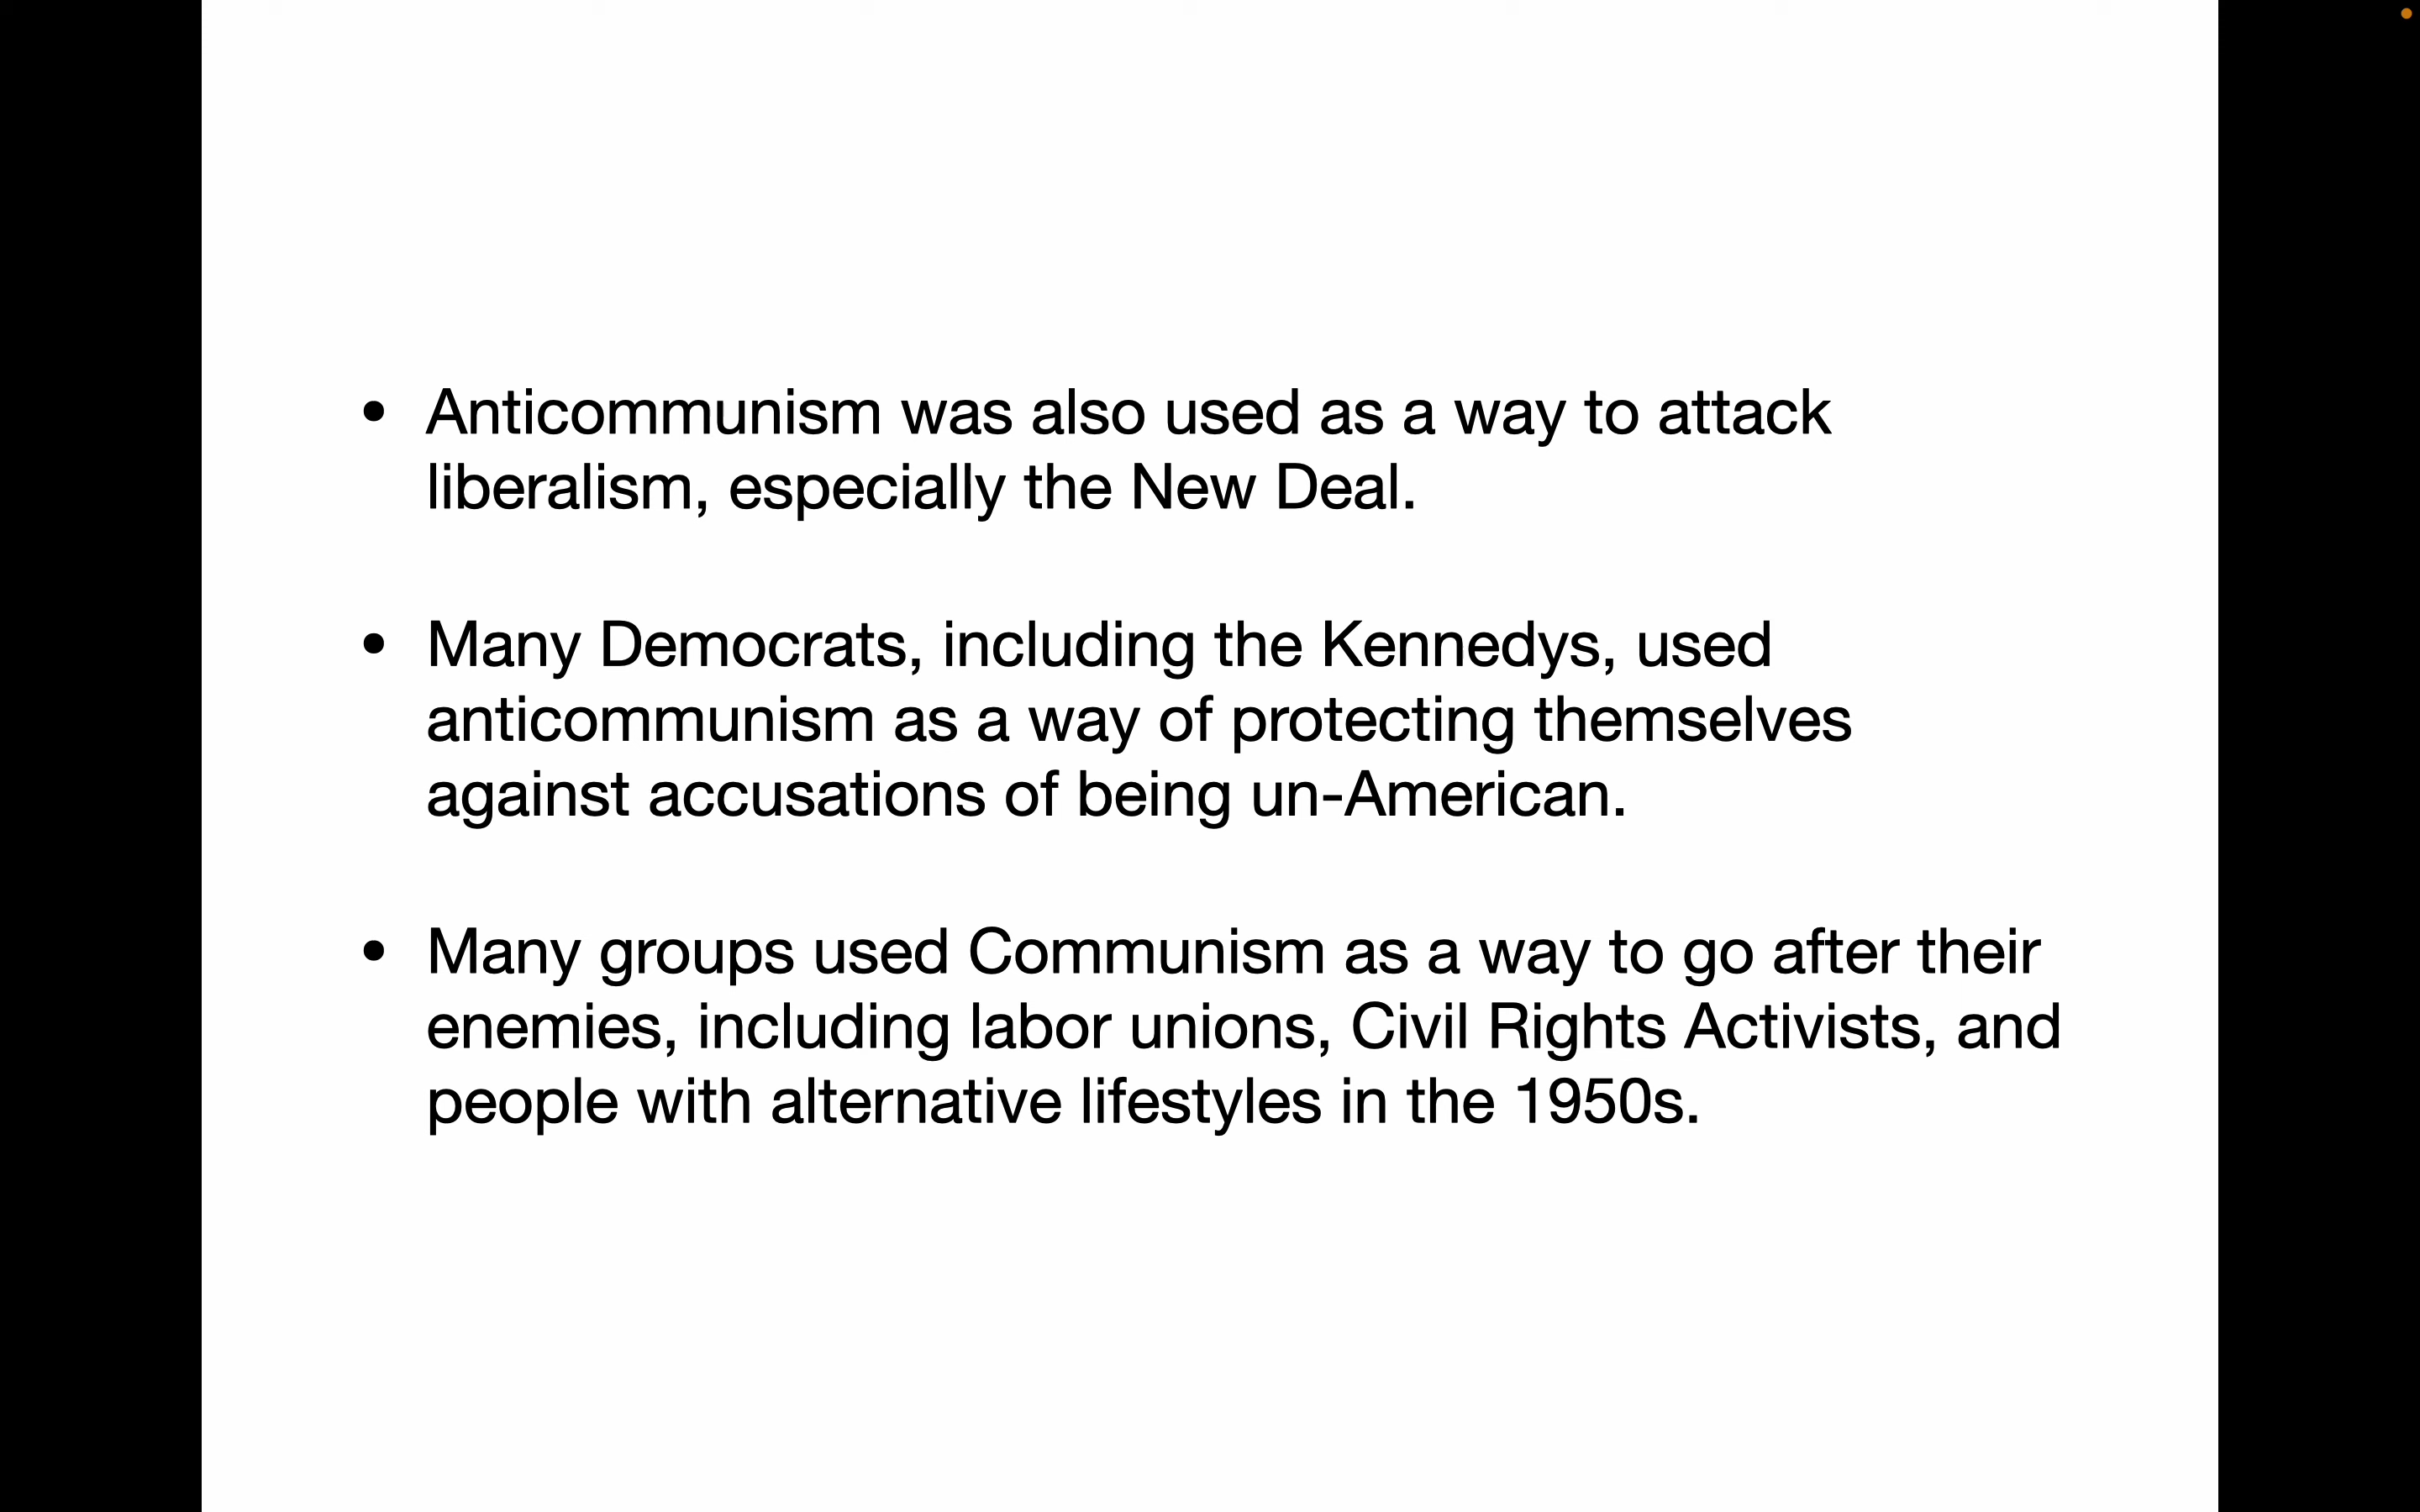 • Anticommunism was also used as a way to attack
liberalism, especially the New Deal.
• Many Democrats, including the Kennedys, used
anticommunism as a way of protecting themselves
against accusations of being un-American.
• Many groups used Communism as a way to go after their
enemies, including labor unions, Civil Rights Activists, and
people with alternative lifestyles in the 1950s.